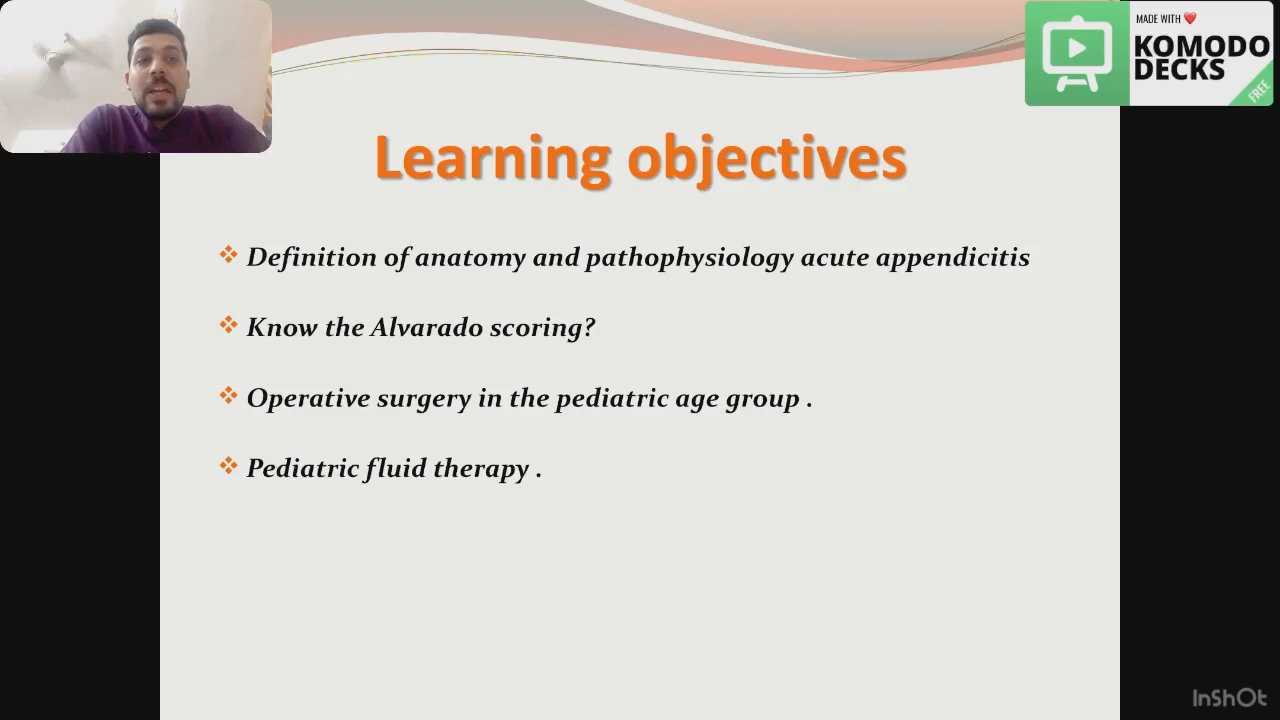 MADE WITH ❤️
KOMODO
DECKS
FREE
Learning objectives
Definition of anatomy and pathophysiology acute appendicitis
Know the Alvarado scoring?
Operative surgery in the pediatric age group .
Pediatric fluid therapy .
InShOt